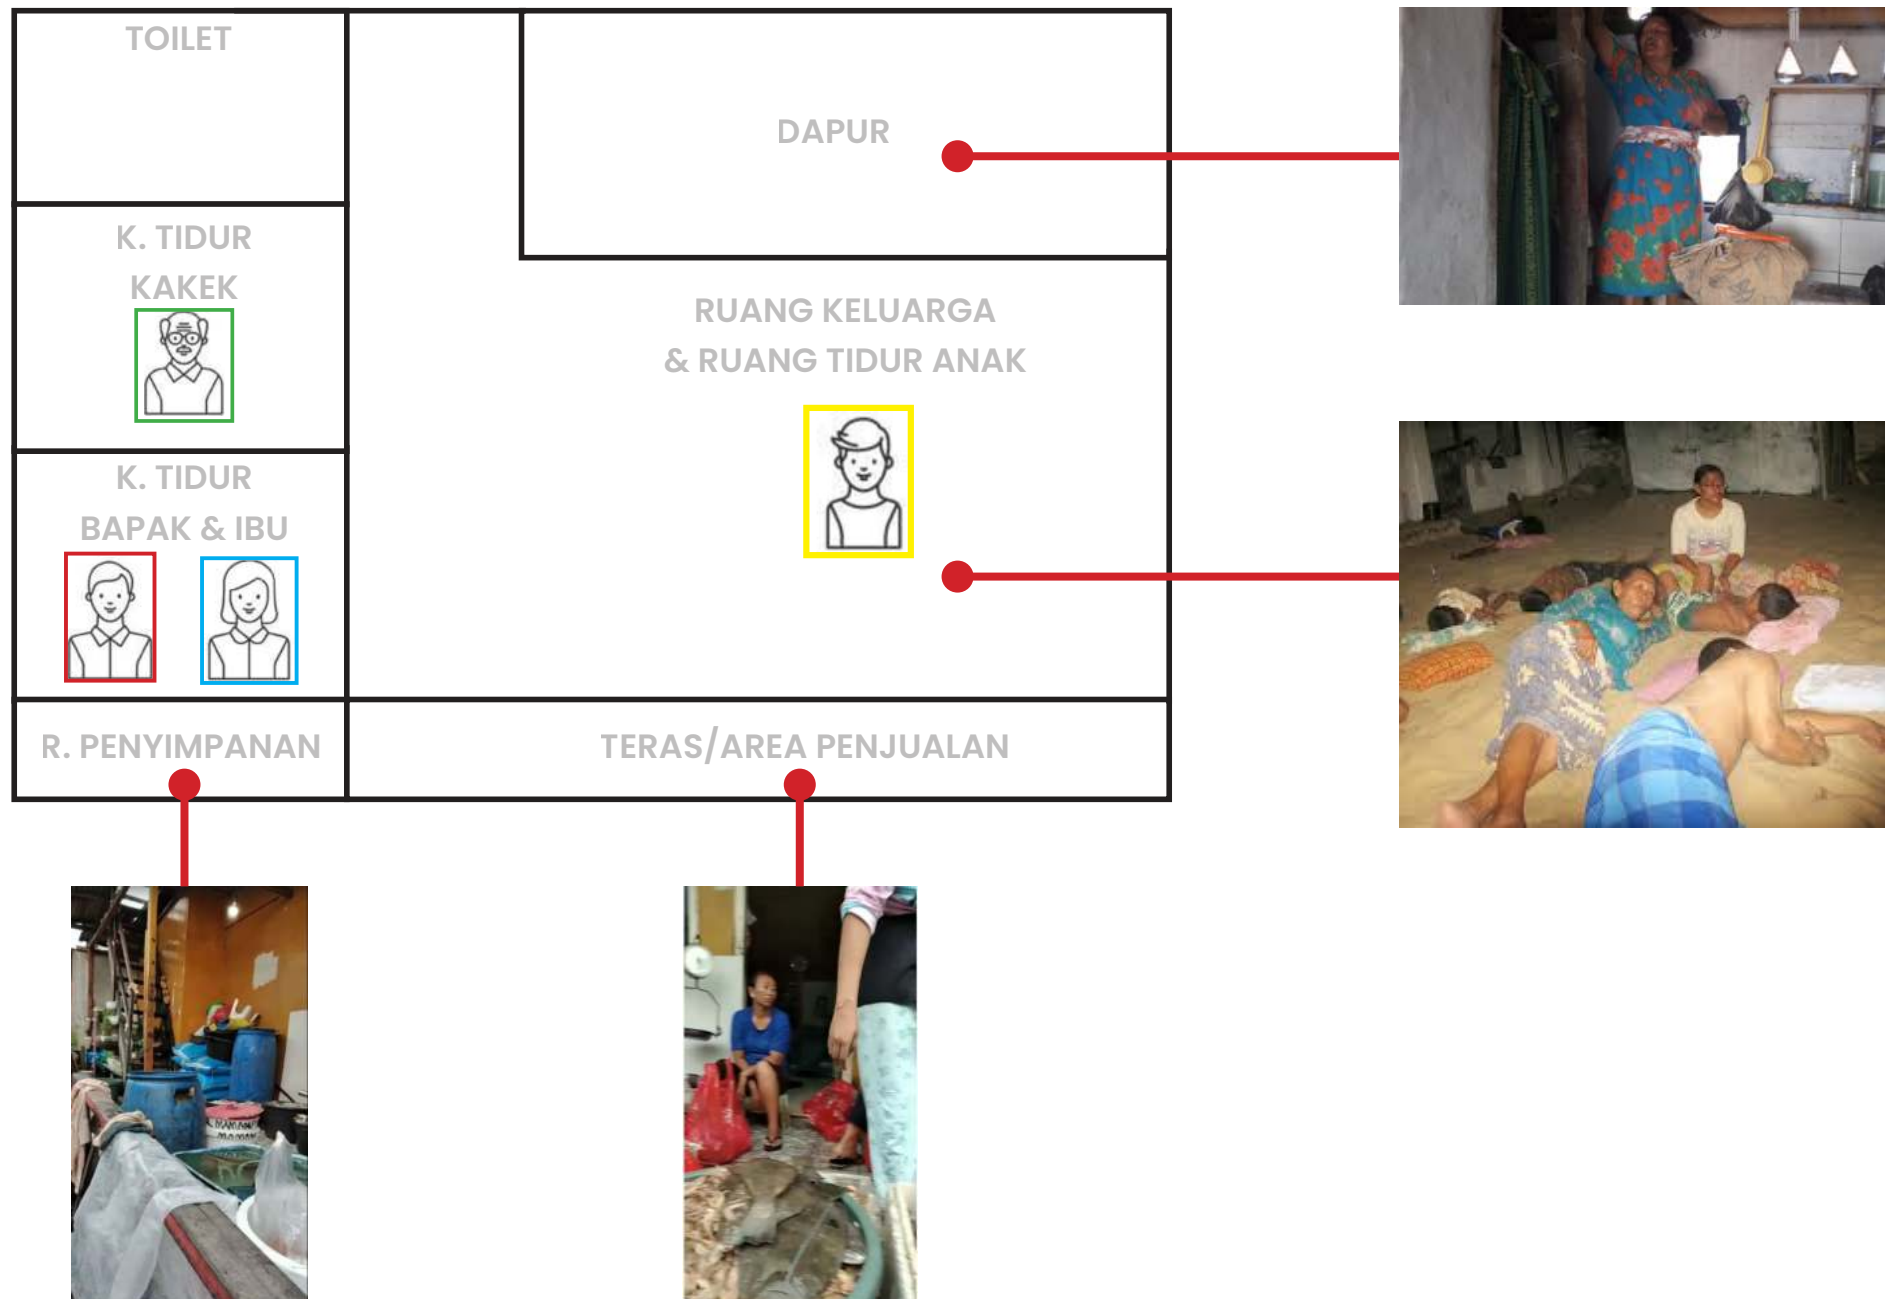 TOILET
DAPUR
K. TIDUR
KAKEK
RUANG KELUARGA
& RUANG TIDUR ANAK
K. TIDUR
BAPAK & IBU
R. PENYIMPANAN
TERAS/AREA PENJUALAN